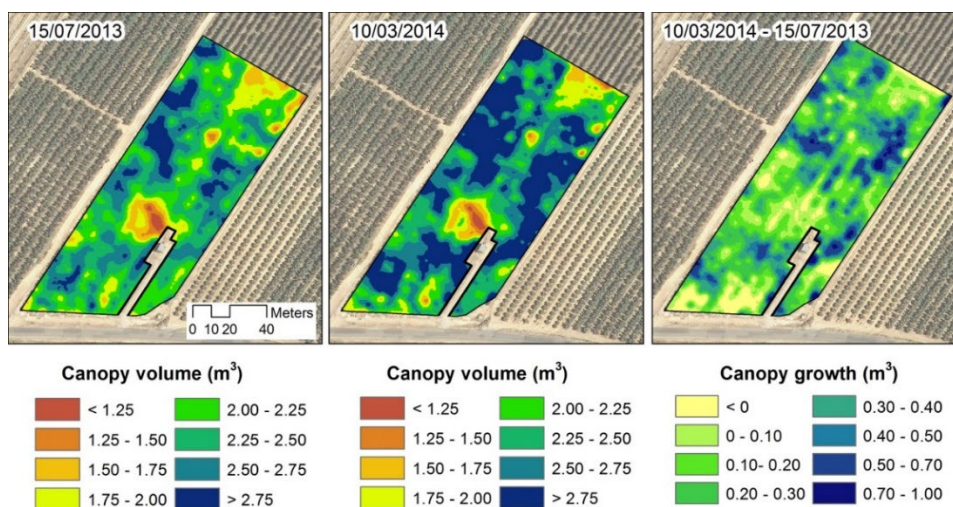 15/07/2013
10/03/2014
10/03/2014 - 15/07/2013
Meters
0 10 20 40
Canopy volume (m³)
< 1.25
2.00 - 2.25
1.25 - 1.50
2.25 - 2.50
1.50 - 1.75
2.50 - 2.75
1.75 - 2.00
> 2.75
Canopy volume (m³)
< 1.25
2.00 - 2.25
1.25 - 1.50
2.25 - 2.50
1.50 - 1.75
2.50 - 2.75
1.75 - 2.00
> 2.75
Canopy growth (m³)
< 0
0.30 - 0.40
0 - 0.10
0.40 - 0.50
0.10- 0.20
0.50 - 0.70
0.20 - 0.30
0.70 - 1.00